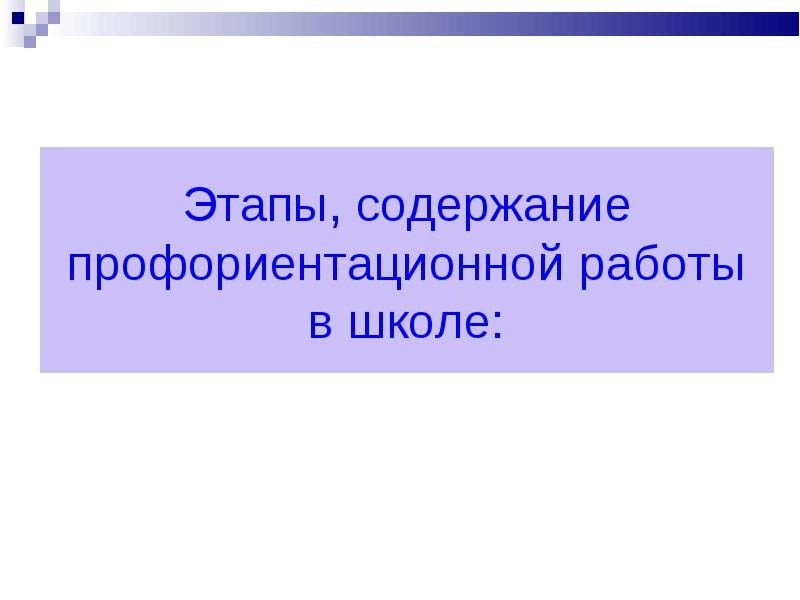 Этапы, содержание
профориентационной работы
в школе: